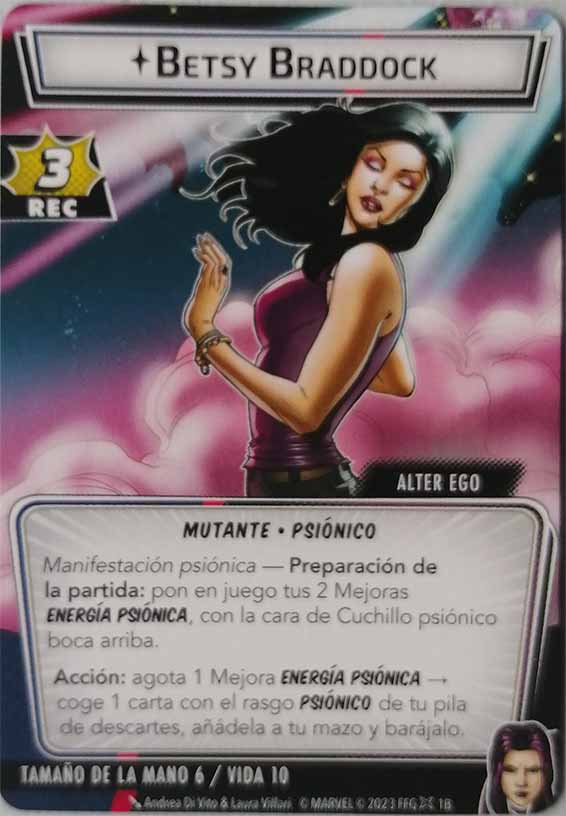 BETSY BRADDOCK
3
REC
ALTER EGO
MUTANTE • PSIÓNICO
Manifestación psiónica — Preparación de
la partida: pon en juego tus 2 Mejoras
ENERGÍA PSIÓNICA, con la cara de Cuchillo psiónico
boca arriba.
Acción: agota 1 Mejora ENERGÍA PSIÓNICA →
coge 1 carta con el rasgo PSIÓNICO de tu pila
de descartes, añádela a tu mazo y barájalo.
TAMAÑO DE LA MANO 6 / VIDA 10
Andrea Di Vito & Laura Villari © MARVEL © 2023 FFG 1B